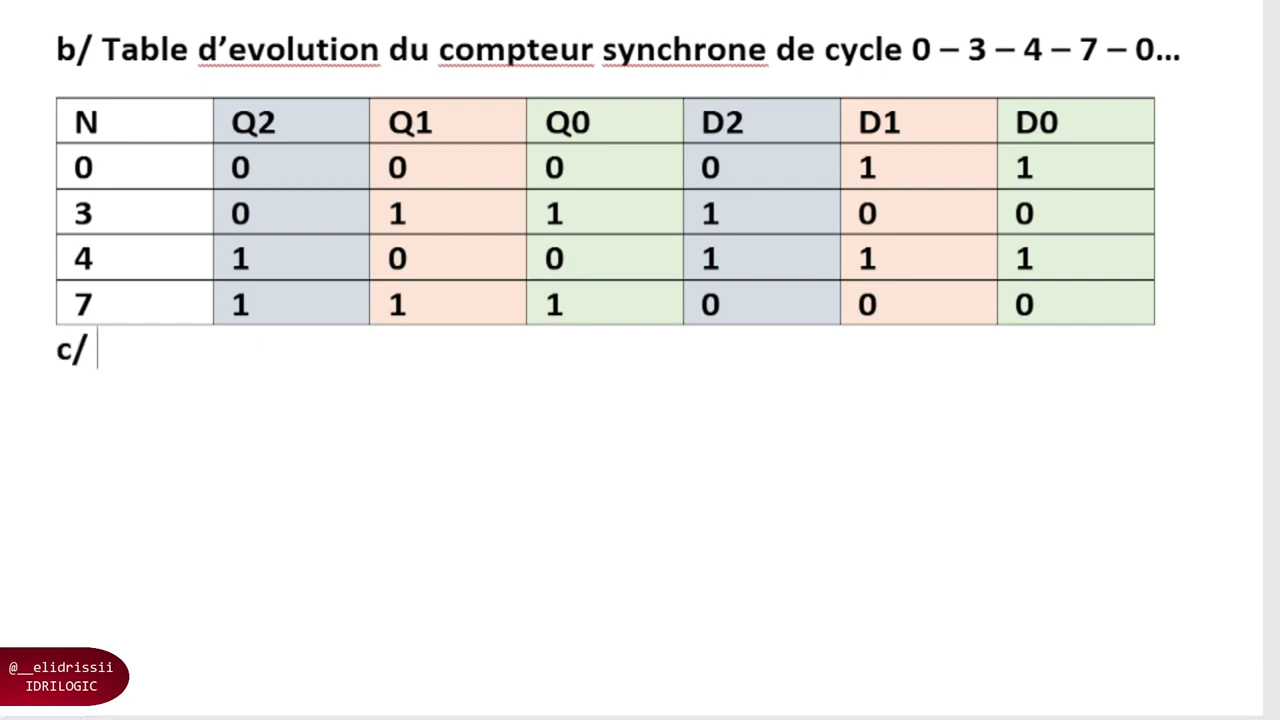 b/ Table d’evolution du compteur synchrone de cycle 0 – 3 – 4 – 7 – 0...
N Q2 Q1 Q0 D2 D1 D0
0 0 0 0 0 1 1
3 0 1 1 1 0 0
4 1 0 0 1 1 1
7 1 1 1 0 0 0
c/
@__elidrissii
IDRILOGIC